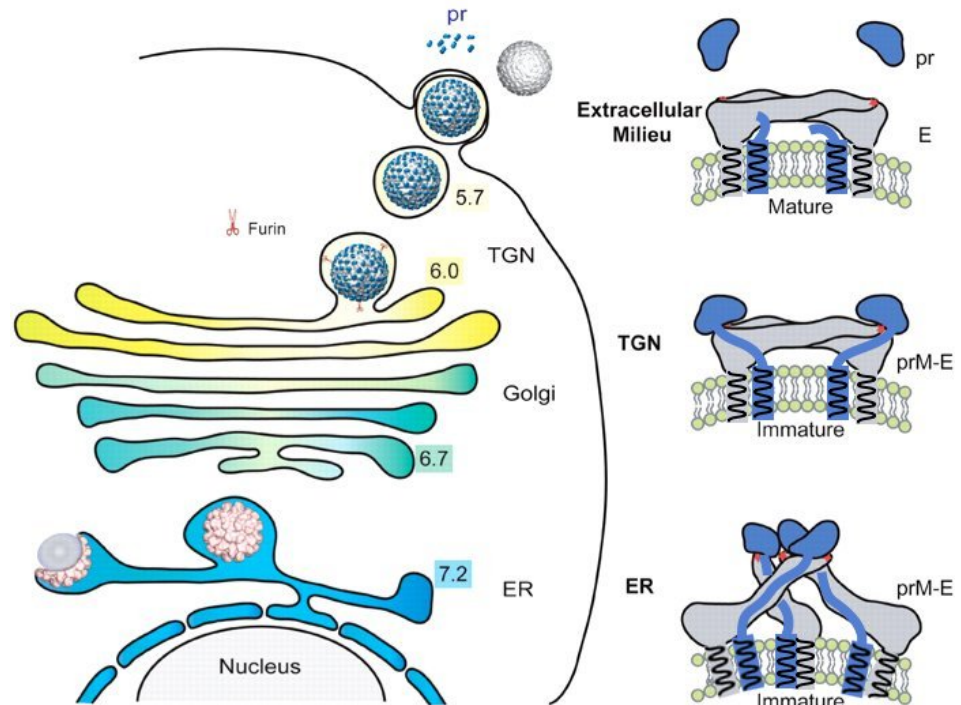 pr
5.7
Furin
TGN
6.0
Golgi
6.7
7.2
ER
Nucleus
pr
Extracellular
Milieu
E
Mature
TGN
prM-E
Immature
ER
prM-E
Immature